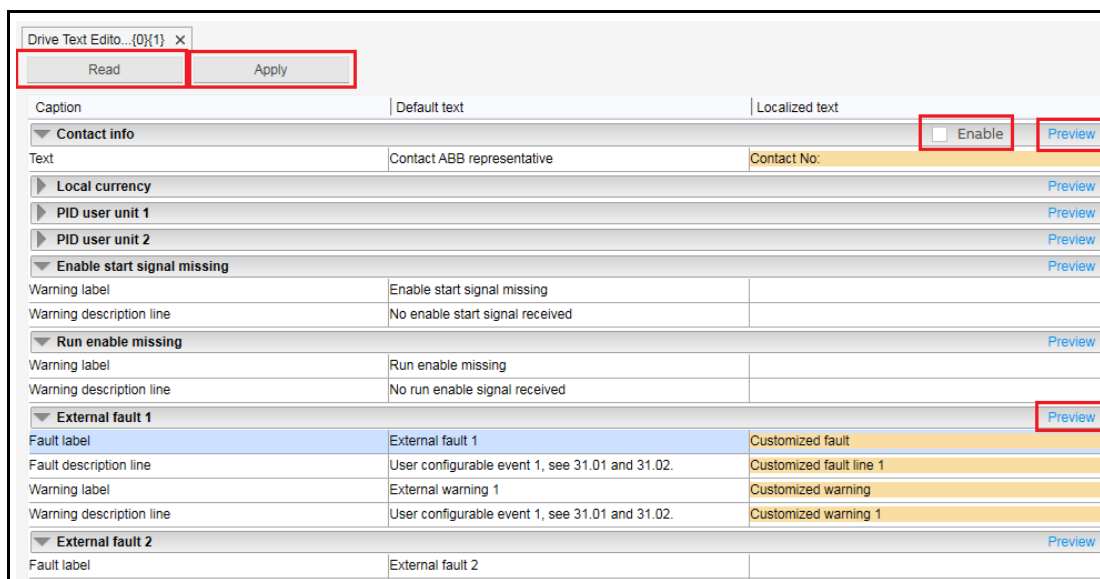 Drive Text Edito...{0}{1} ×
Read Apply
Caption Default text Localized text
Contact info Enable Preview
Text Contact ABB representative Contact No:
Local currency Preview
PID user unit 1 Preview
PID user unit 2 Preview
Enable start signal missing Preview
Warning label Enable start signal missing
Warning description line No enable start signal received
Run enable missing Preview
Warning label Run enable missing
Warning description line No run enable signal received
External fault 1 Preview
Fault label External fault 1 Customized fault
Fault description line User configurable event 1, see 31.01 and 31.02. Customized fault line 1
Warning label External warning 1 Customized warning
Warning description line User configurable event 1, see 31.01 and 31.02. Customized warning 1
External fault 2 Preview
Fault label External fault 2